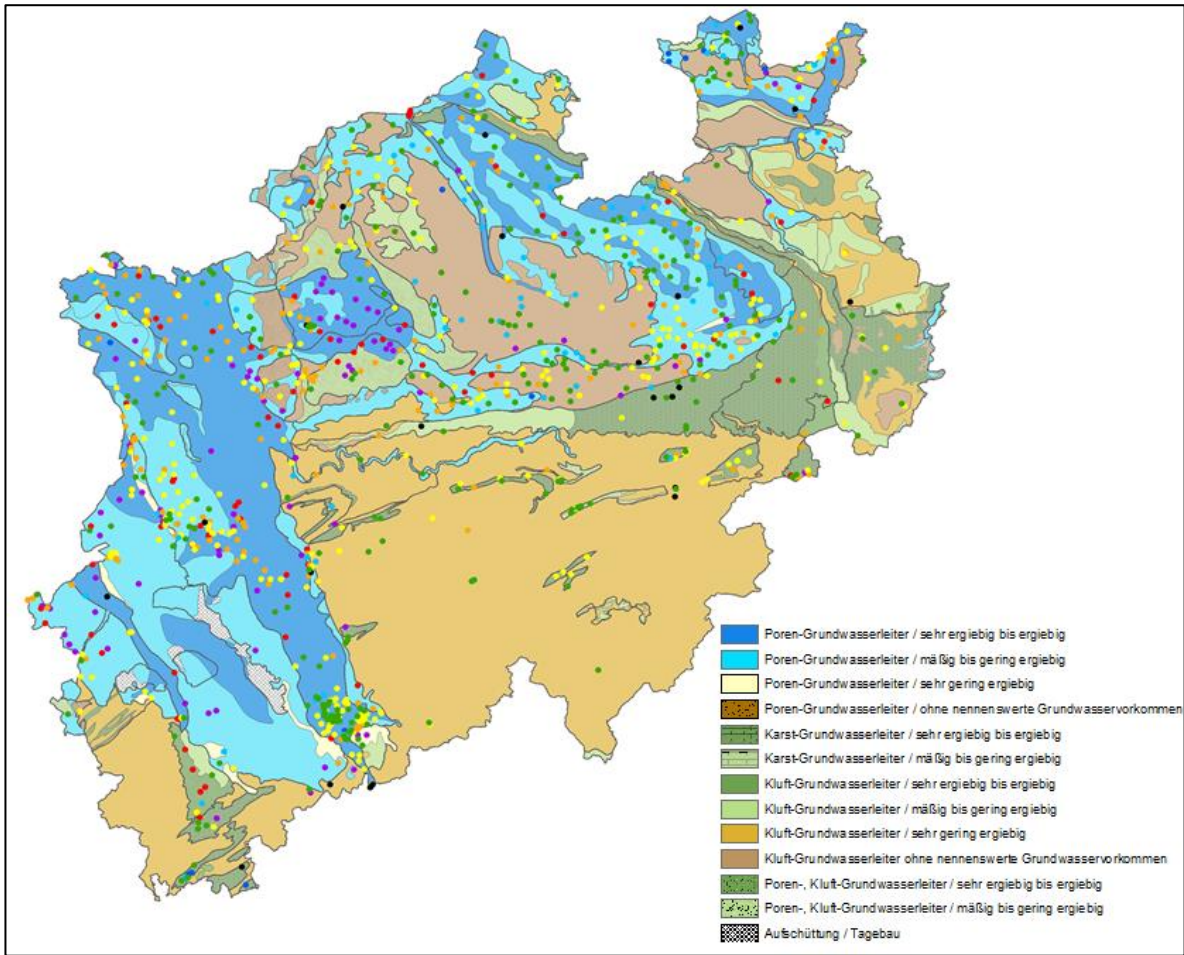 Poren-Grundwasserleiter / sehr ergiebig bis ergiebig
Poren-Grundwasserleiter / mäßig bis gering ergiebig
Poren-Grundwasserleiter / sehr gering ergiebig
Poren-Grundwasserleiter / ohne nennenswerte Grundwasservorkommen
Karst-Grundwasserleiter / sehr ergiebig bis ergiebig
Karst-Grundwasserleiter / mäßig bis gering ergiebig
Kluft-Grundwasserleiter / sehr ergiebig bis ergiebig
Kluft-Grundwasserleiter / mäßig bis gering ergiebig
Kluft-Grundwasserleiter / sehr gering ergiebig
Kluft-Grundwasserleiter ohne nennenswerte Grundwasservorkommen
Poren-, Kluft-Grundwasserleiter / sehr ergiebig bis ergiebig
Poren-, Kluft-Grundwasserleiter / mäßig bis gering ergiebig
Aufschüttung / Tagebau